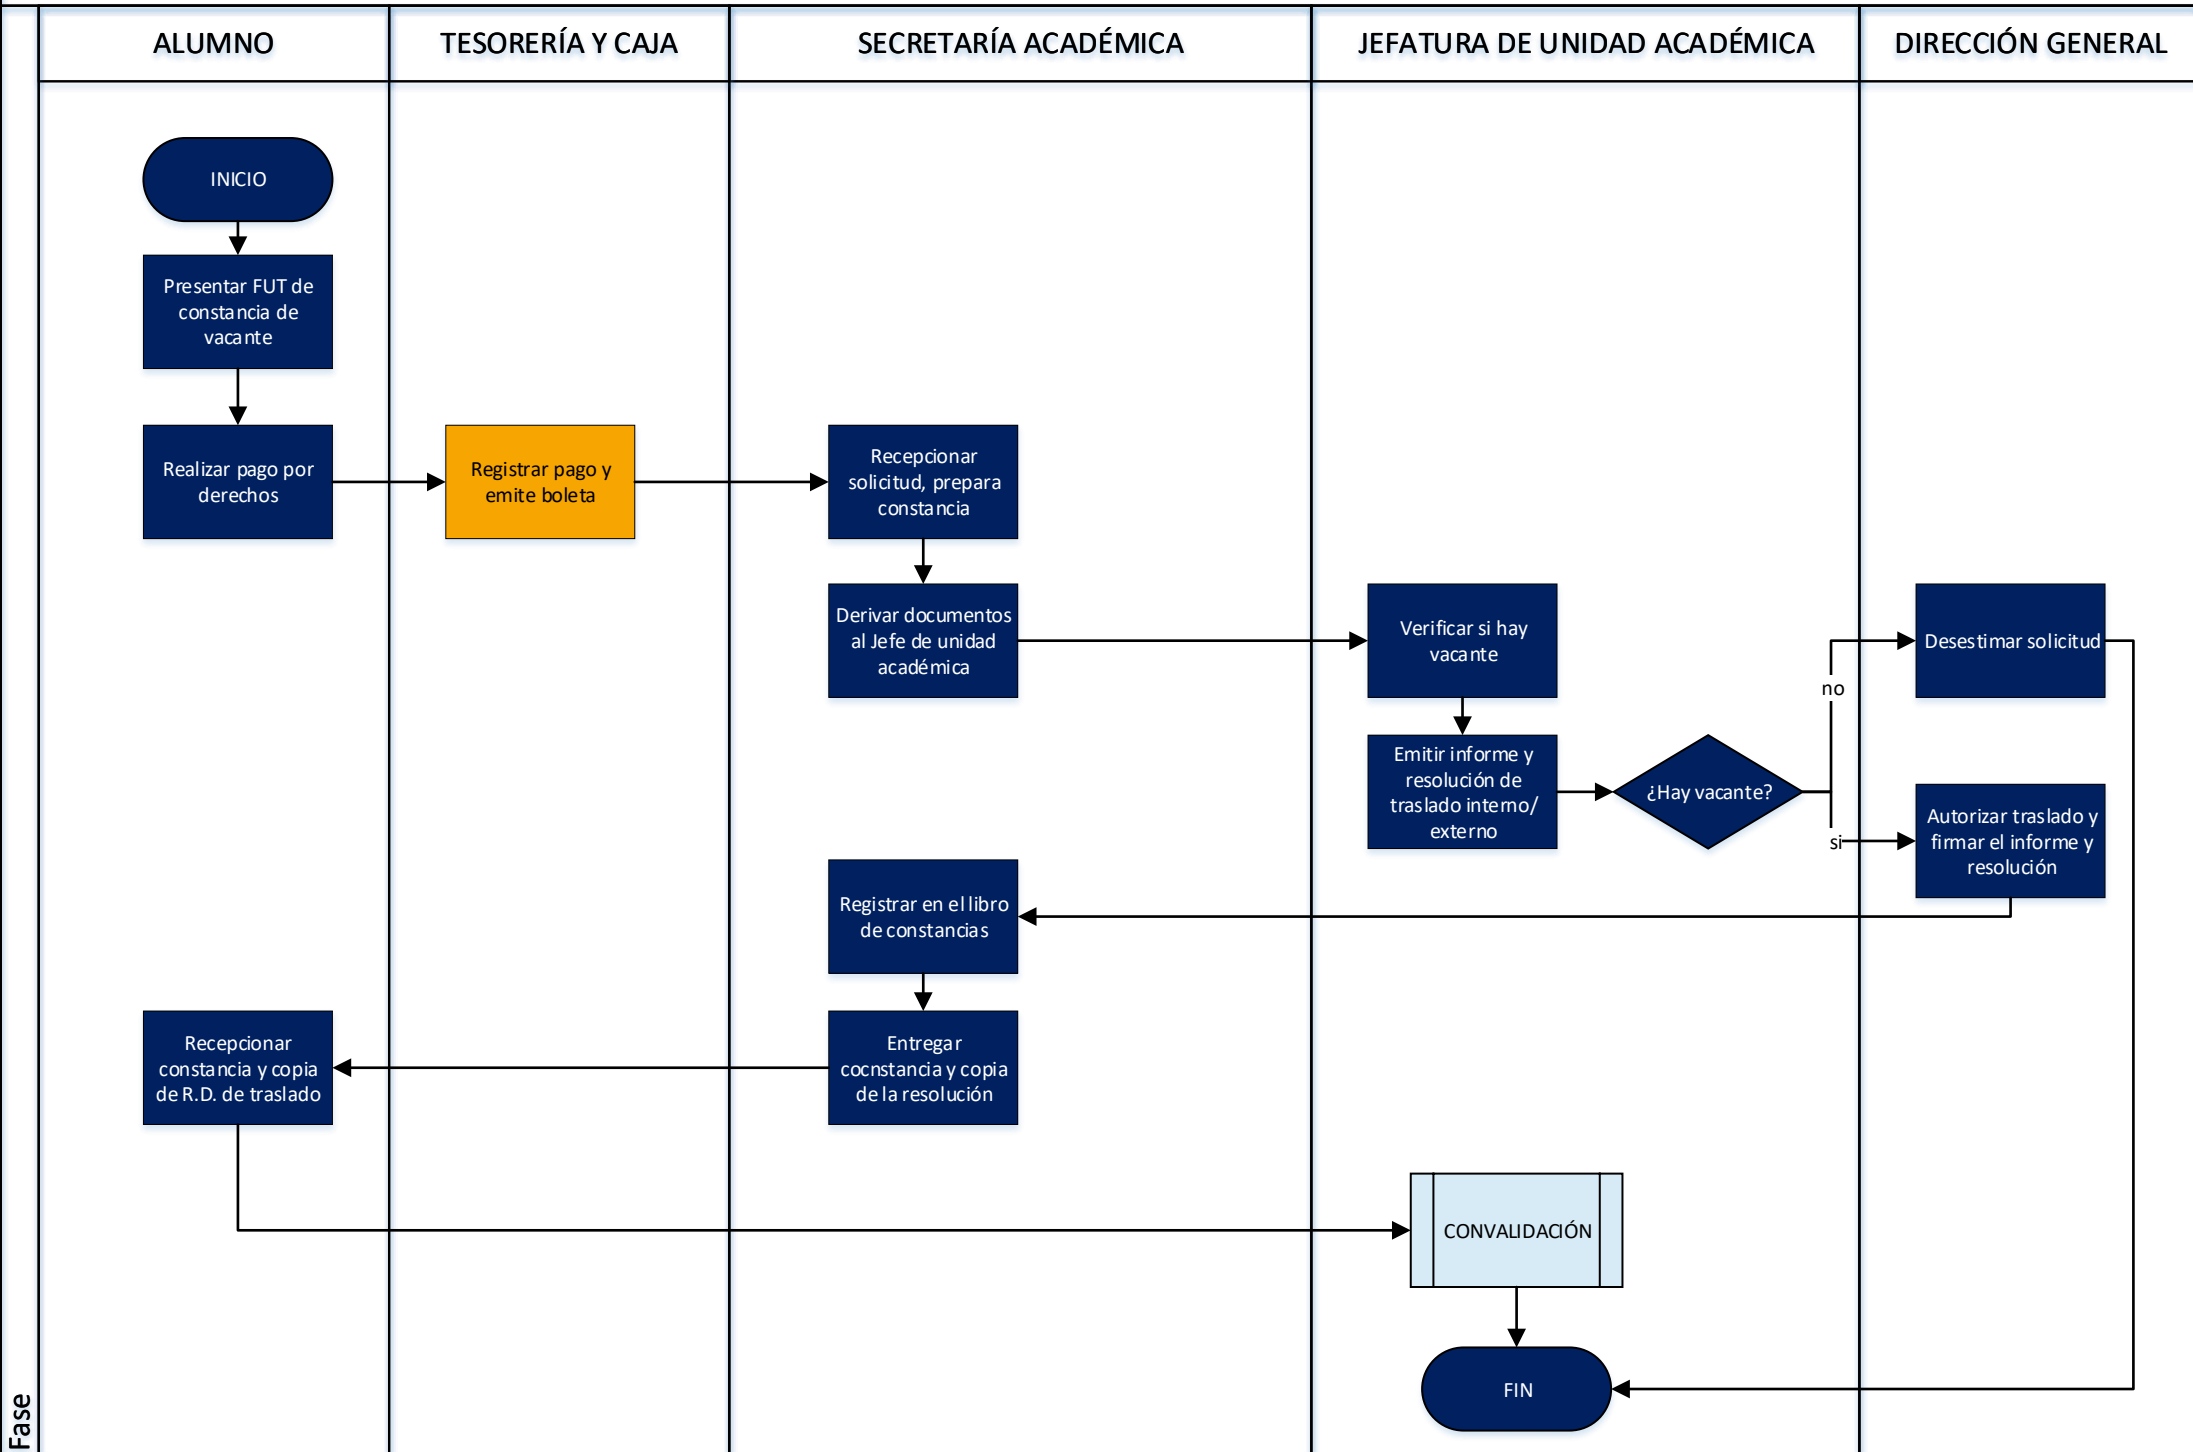 ALUMNO
TESORERÍA Y CAJA
SECRETARÍA ACADÉMICA
JEFATURA DE UNIDAD ACADÉMICA
DIRECCIÓN GENERAL
INICIO
Presentar FUT de
constancia de
vacante
Realizar pago por
derechos
Registrar pago y
emite boleta
Recepcionar
solicitud, prepara
constancia
Derivar documentos
al Jefe de unidad
académica
Verificar si hay
vacante
Emitir informe y
resolución de
traslado interno/
externo
¿Hay vacante?
no
si
Desestimar solicitud
Autorizar traslado y
firmar el informe y
resolución
Registrar en el libro
de constancias
Entregar
cocnstancia y copia
de la resolución
Recepcionar
constancia y copia
de R.D. de traslado
CONVALIDACIÓN
FIN
Fase